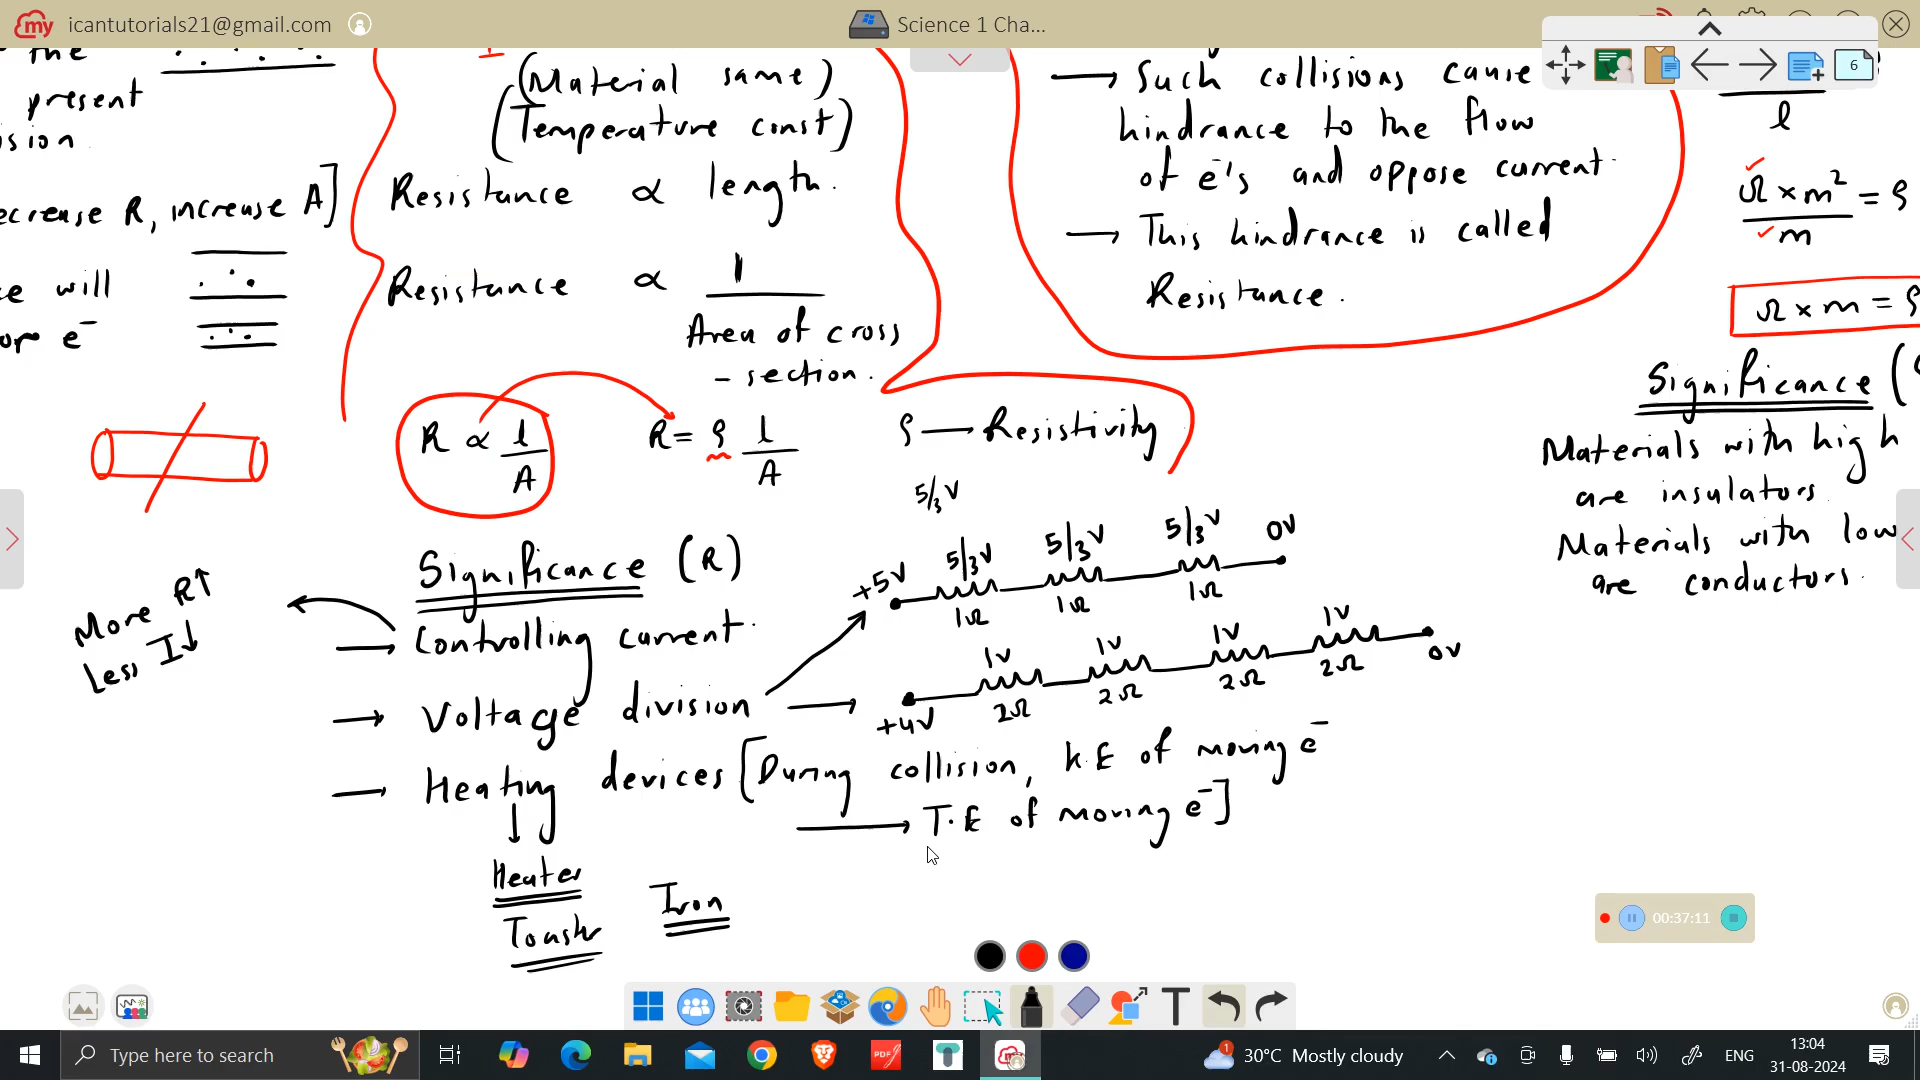 icantutorials21@gmail.com
Science 1 Cha...
6
the
present
ision
ecrease R, increase A]
ce will
ore e⁻
I
(Material same)
(Temperature const)
Resistance ∝ length.
Resistance ∝ 1
Area of cross
- section.
R ∝ l
A
R = ρ l
A
ρ — Resistivity
→ Such collisions cause
hindrance to the flow
of e⁻'s and oppose current.
→ This hindrance is called
Resistance.
l
Ω × m² = ρ
m
Ω × m = ρ
Significance (
Materials with high
are insulators.
Materials with low
are conductors.
5/3 V
Significance (R)
More R↑
Less I↓
→ Controlling current.
→ Voltage division →
→ Heating devices [During collision, K.E of moving e⁻
→ T.E of moving e⁻]
Heater
Toaster
Iron
+5V 5/3V 5/3V 5/3V 0V
1Ω 1Ω 1Ω
1V 1V 1V 1V
+4V 2Ω 2Ω 2Ω 2Ω 0V
00:37:11
Type here to search
1
30°C Mostly cloudy
ENG
13:04
31-08-2024